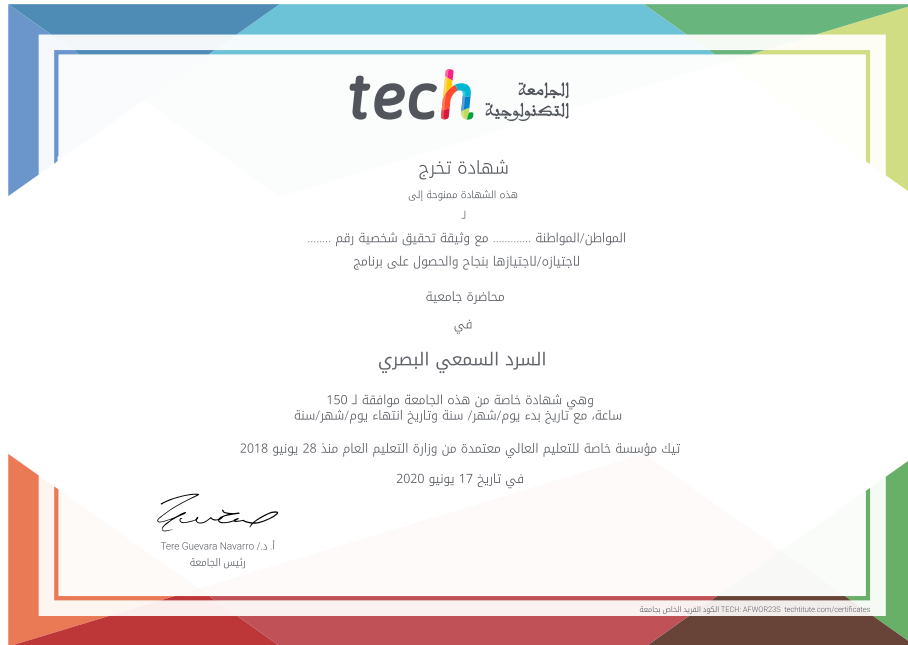 tech الجامعة
التكنولوجية
شهادة تخرج
هذه الشهادة ممنوحة إلى
لـ
المواطن/المواطنة ............. مع وثيقة تحقيق شخصية رقم ........
لاجتيازه/لاجتيازها بنجاح والحصول على برنامج
محاضرة جامعية
في
السرد السمعي البصري
وهي شهادة خاصة من هذه الجامعة موافقة لـ 150
ساعة، مع تاريخ بدء يوم/شهر/ سنة وتاريخ انتهاء يوم/شهر/سنة
تيك مؤسسة خاصة للتعليم العالي معتمدة من وزارة التعليم العام منذ 28 يونيو 2018
في تاريخ 17 يونيو 2020
أ. د./ Tere Guevara Navarro
رئيس الجامعة
الكود الفريد الخاص بجامعة TECH: AFWOR23S techtitute.com/certificates